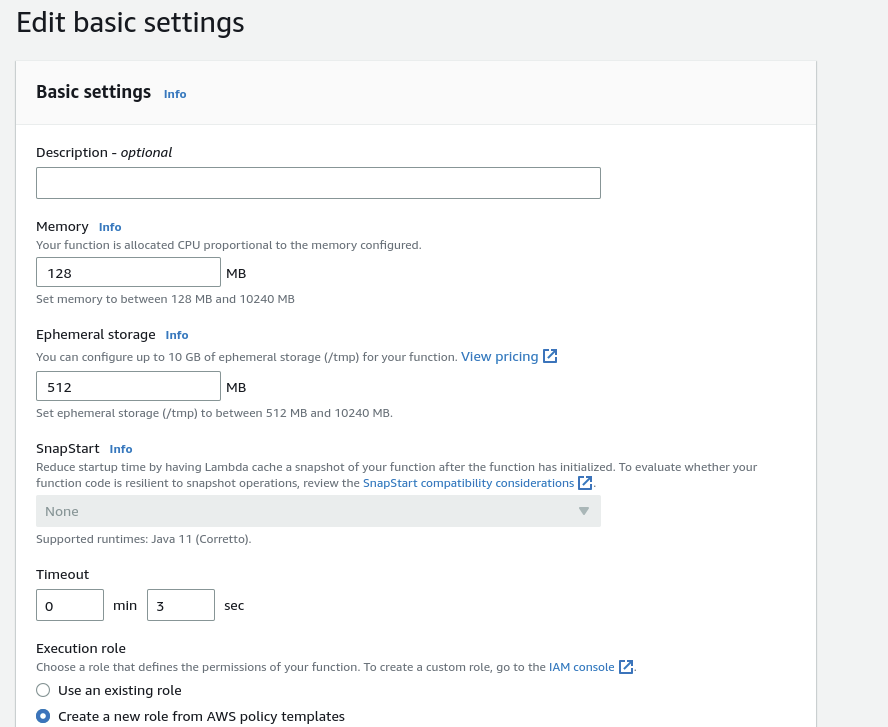 Edit basic settings
Basic settings Info
Description - optional
Memory Info
Your function is allocated CPU proportional to the memory configured.
128 MB
Set memory to between 128 MB and 10240 MB
Ephemeral storage Info
You can configure up to 10 GB of ephemeral storage (/tmp) for your function. View pricing
512 MB
Set ephemeral storage (/tmp) to between 512 MB and 10240 MB.
SnapStart Info
Reduce startup time by having Lambda cache a snapshot of your function after the function has initialized. To evaluate whether your
function code is resilient to snapshot operations, review the SnapStart compatibility considerations.
None
Supported runtimes: Java 11 (Corretto).
Timeout
0 min 3 sec
Execution role
Choose a role that defines the permissions of your function. To create a custom role, go to the IAM console.
Use an existing role
Create a new role from AWS policy templates